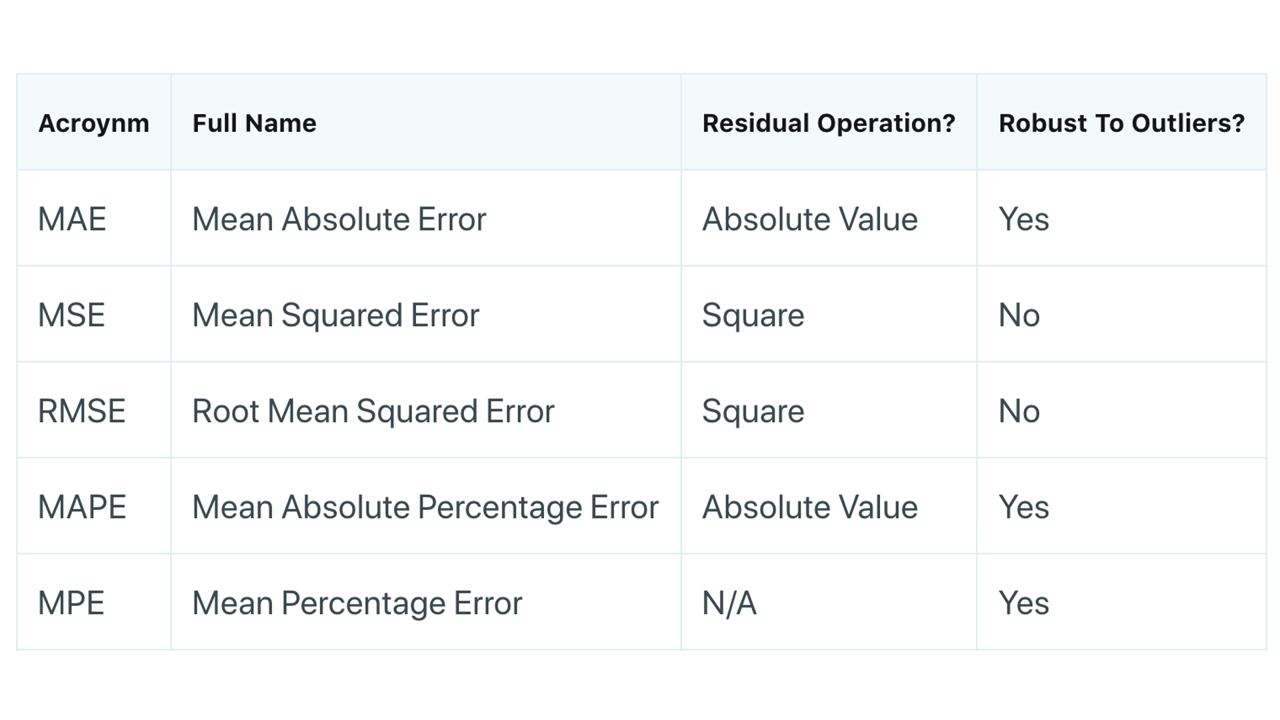 Acroynm Full Name Residual Operation? Robust To Outliers?
MAE Mean Absolute Error Absolute Value Yes
MSE Mean Squared Error Square No
RMSE Root Mean Squared Error Square No
MAPE Mean Absolute Percentage Error Absolute Value Yes
MPE Mean Percentage Error N/A Yes